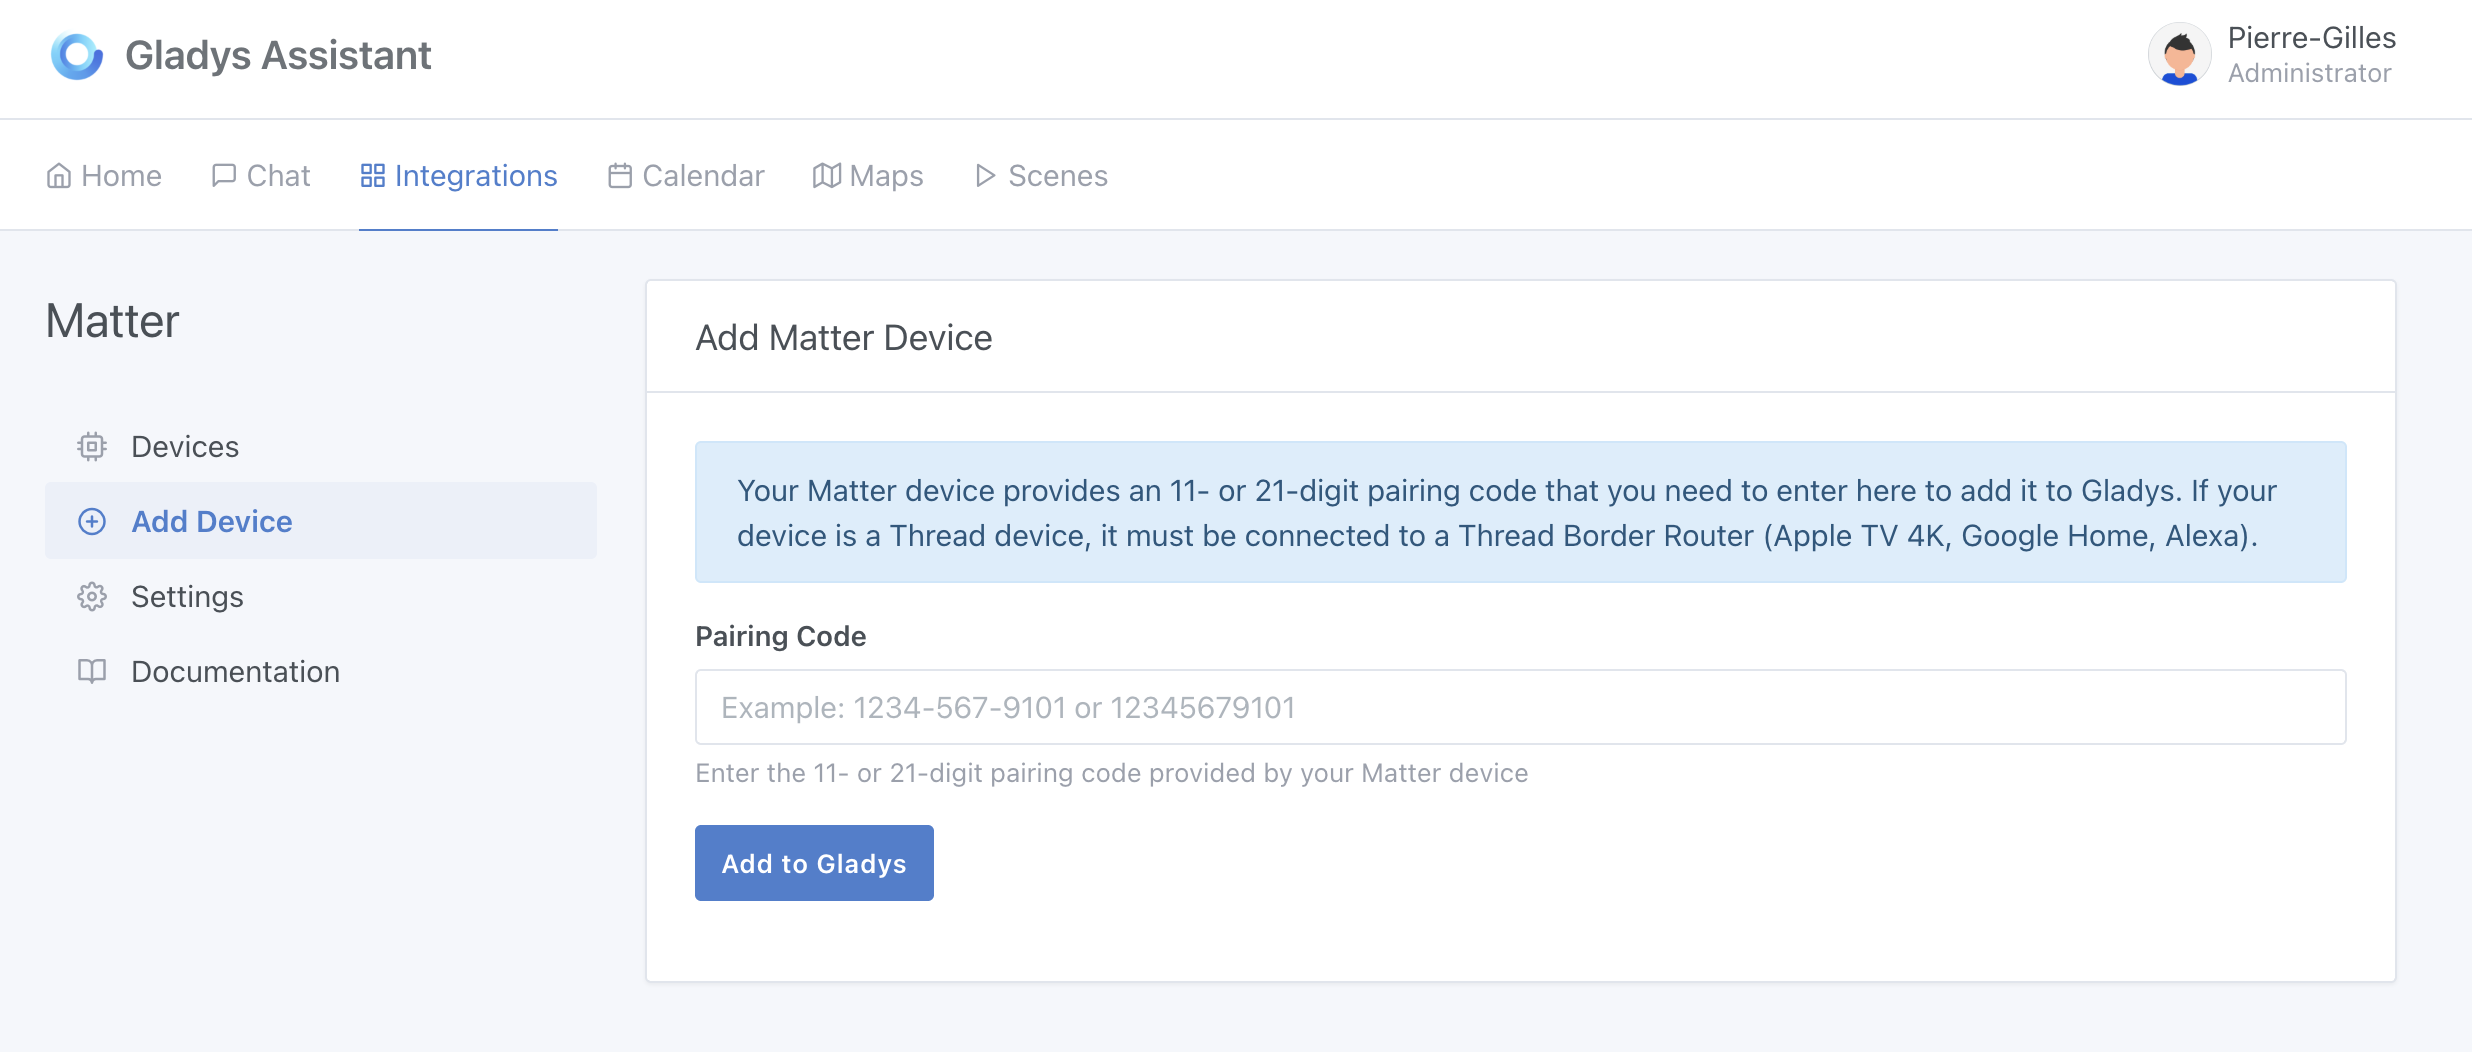 Gladys Assistant
Pierre-Gilles
Administrator
Home
Chat
Integrations
Calendar
Maps
Scenes
Matter
Devices
Add Device
Settings
Documentation
Add Matter Device
Your Matter device provides an 11- or 21-digit pairing code that you need to enter here to add it to Gladys. If your
device is a Thread device, it must be connected to a Thread Border Router (Apple TV 4K, Google Home, Alexa).
Pairing Code
Example: 1234-567-9101 or 12345679101
Enter the 11- or 21-digit pairing code provided by your Matter device
Add to Gladys